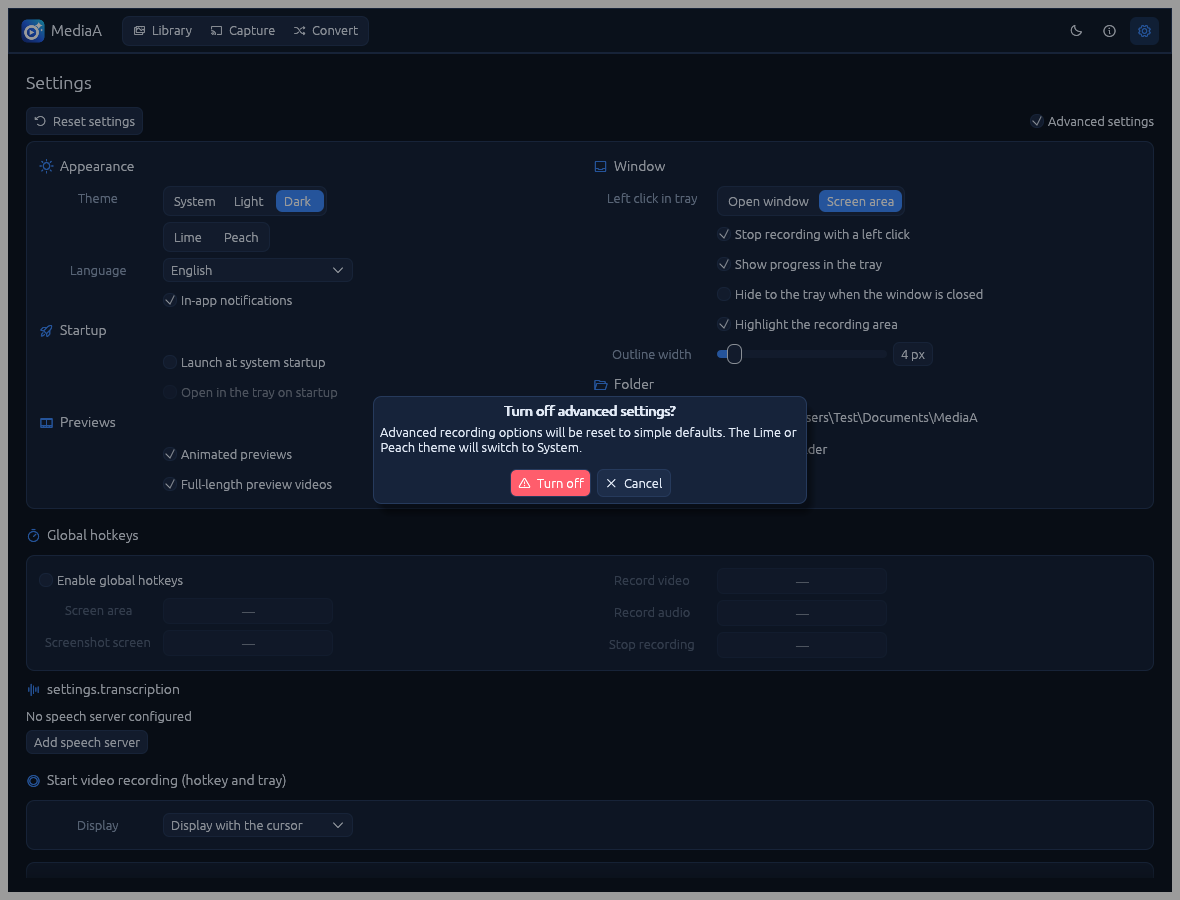 MediaA
Library
Capture
Convert
Settings
Reset settings
Advanced settings
Appearance
Theme
System
Light
Dark
Lime
Peach
Language
English
In-app notifications
Startup
Launch at system startup
Open in the tray on startup
Previews
Animated previews
Full-length preview videos
Window
Left click in tray
Open window
Screen area
Stop recording with a left click
Show progress in the tray
Hide to the tray when the window is closed
Highlight the recording area
Outline width
4 px
Folder
sers\Test\Documents\MediaA
der
Turn off advanced settings?
Advanced recording options will be reset to simple defaults. The Lime or
Peach theme will switch to System.
Turn off
Cancel
Global hotkeys
Enable global hotkeys
Screen area
—
Screenshot screen
—
Record video
—
Record audio
—
Stop recording
—
settings.transcription
No speech server configured
Add speech server
Start video recording (hotkey and tray)
Display
Display with the cursor